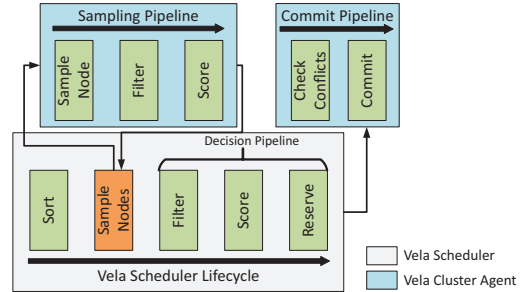 Sampling Pipeline
Sample
Node
Filter
Score
Commit Pipeline
Check
Conflicts
Commit
Decision Pipeline
Sort
Sample
Nodes
Filter
Score
Reserve
Vela Scheduler Lifecycle
Vela Scheduler
Vela Cluster Agent